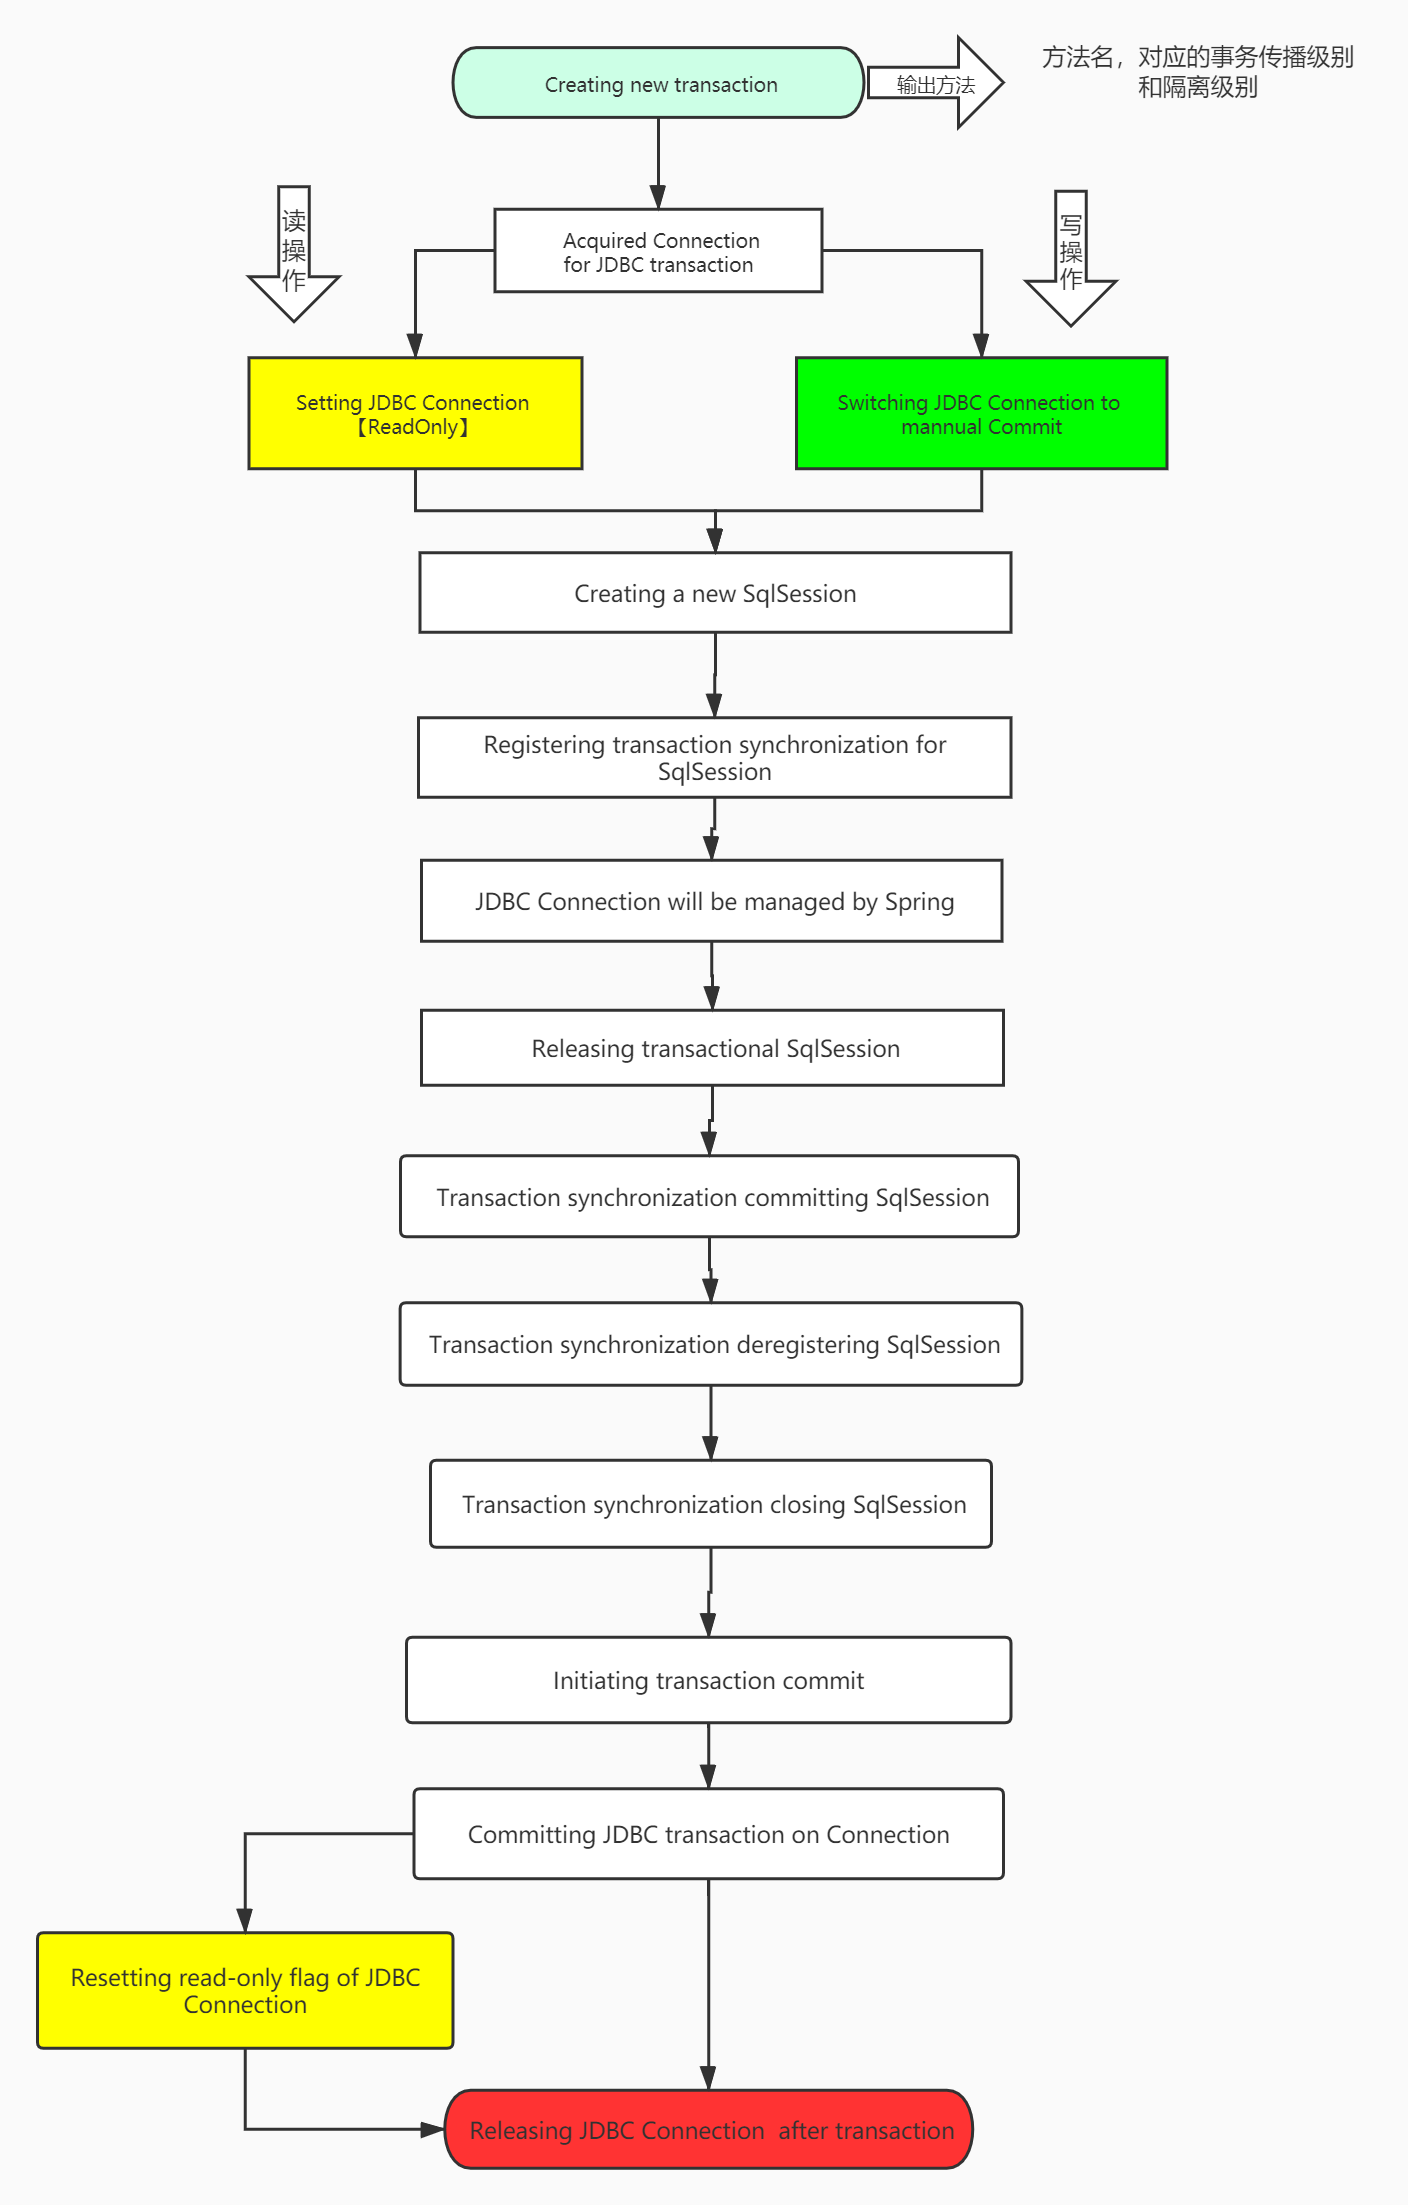 Creating new transaction
输出方法
方法名，对应的事务传播级别
和隔离级别
读
操
作
写
操
作
Acquired Connection
for JDBC transaction
Setting JDBC Connection
【ReadOnly】
Switching JDBC Connection to
mannual Commit
Creating a new SqlSession
Registering transaction synchronization for
SqlSession
JDBC Connection will be managed by Spring
Releasing transactional SqlSession
Transaction synchronization committing SqlSession
Transaction synchronization deregistering SqlSession
Transaction synchronization closing SqlSession
Initiating transaction commit
Committing JDBC transaction on Connection
Resetting read-only flag of JDBC
Connection
Releasing JDBC Connection  after transaction